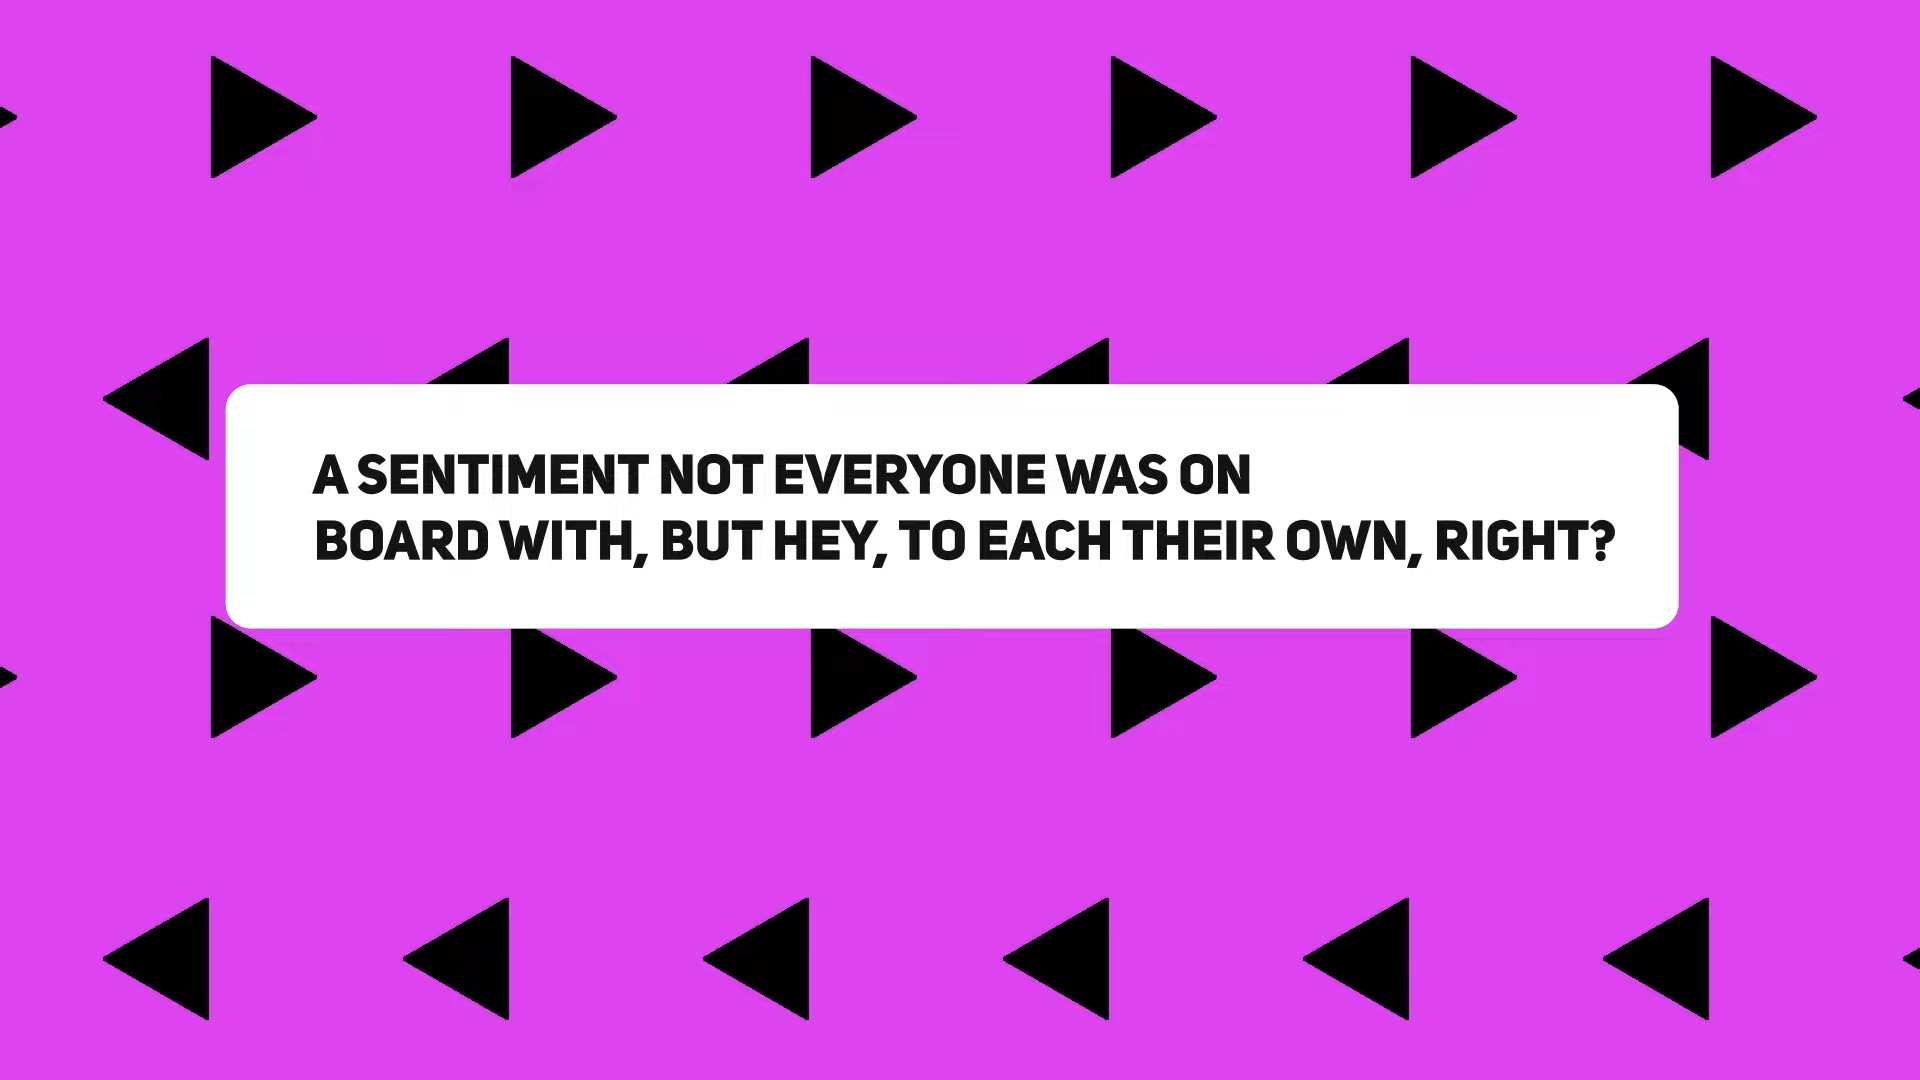 A SENTIMENT NOT EVERYONE WAS ON
BOARD WITH, BUT HEY, TO EACH THEIR OWN, RIGHT?